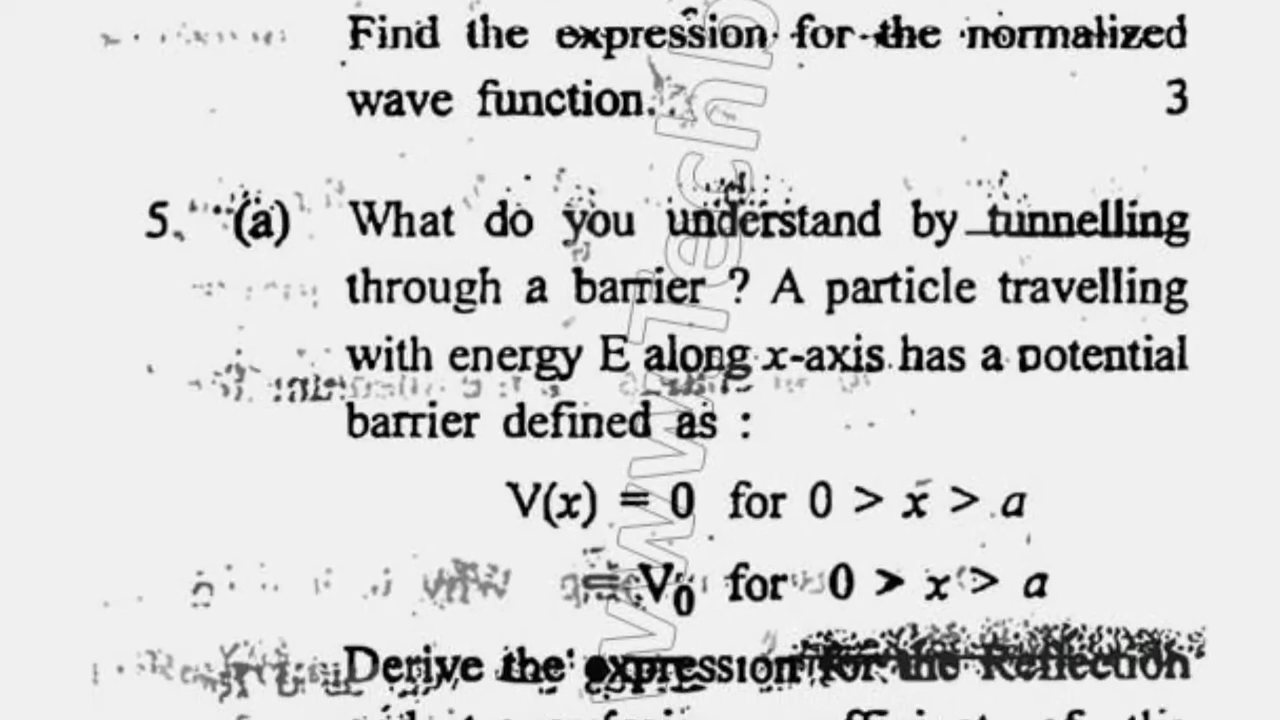 Find the expression for the normalized
wave function. 3
5. (a) What do you understand by tunnelling
through a barrier ? A particle travelling
with energy E along x-axis has a potential
barrier defined as :
V(x) = 0 for 0 > x > a
= V₀ for 0 > x > a
Derive the expression for the Reflection
www.Tech